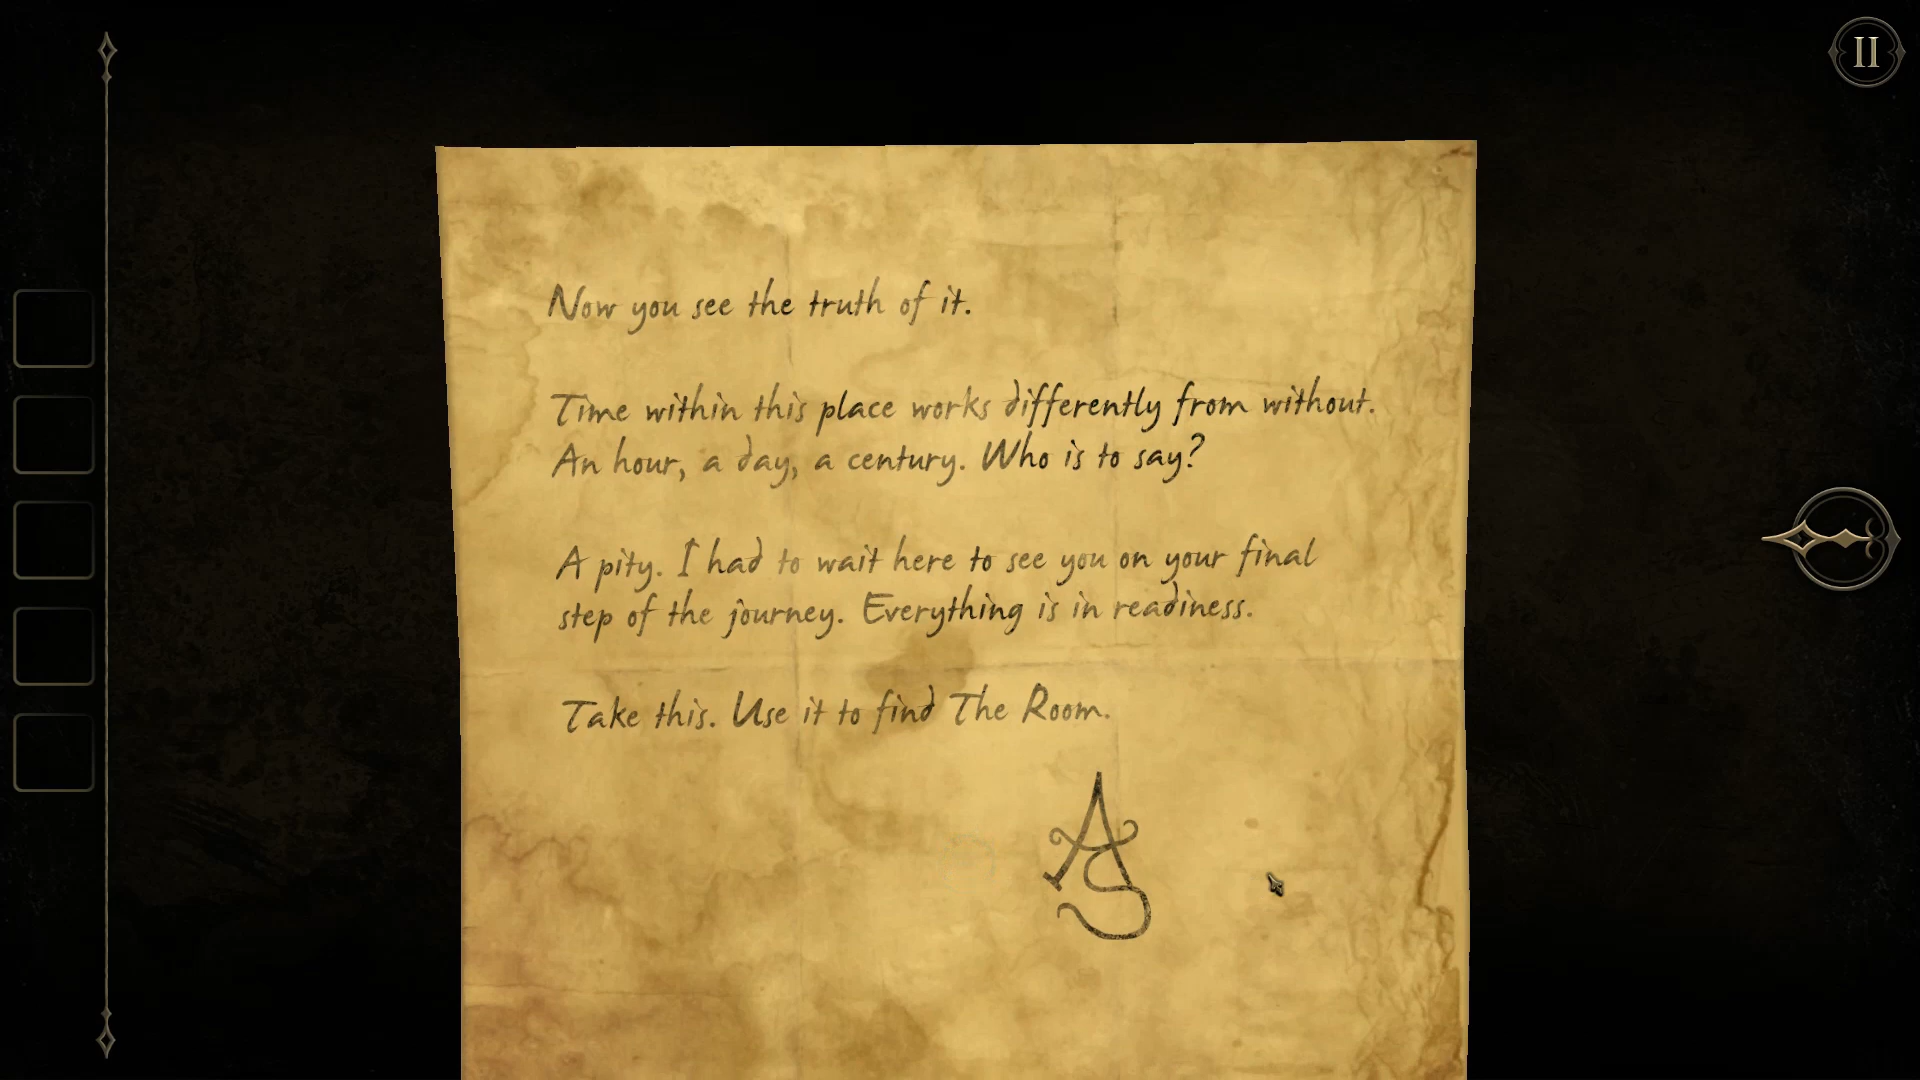 Now you see the truth of it.
Time within this place works differently from without.
An hour, a day, a century. Who is to say?
A pity. I had to wait here to see you on your final
step of the journey. Everything is in readiness.
Take this. Use it to find The Room.
AS
II